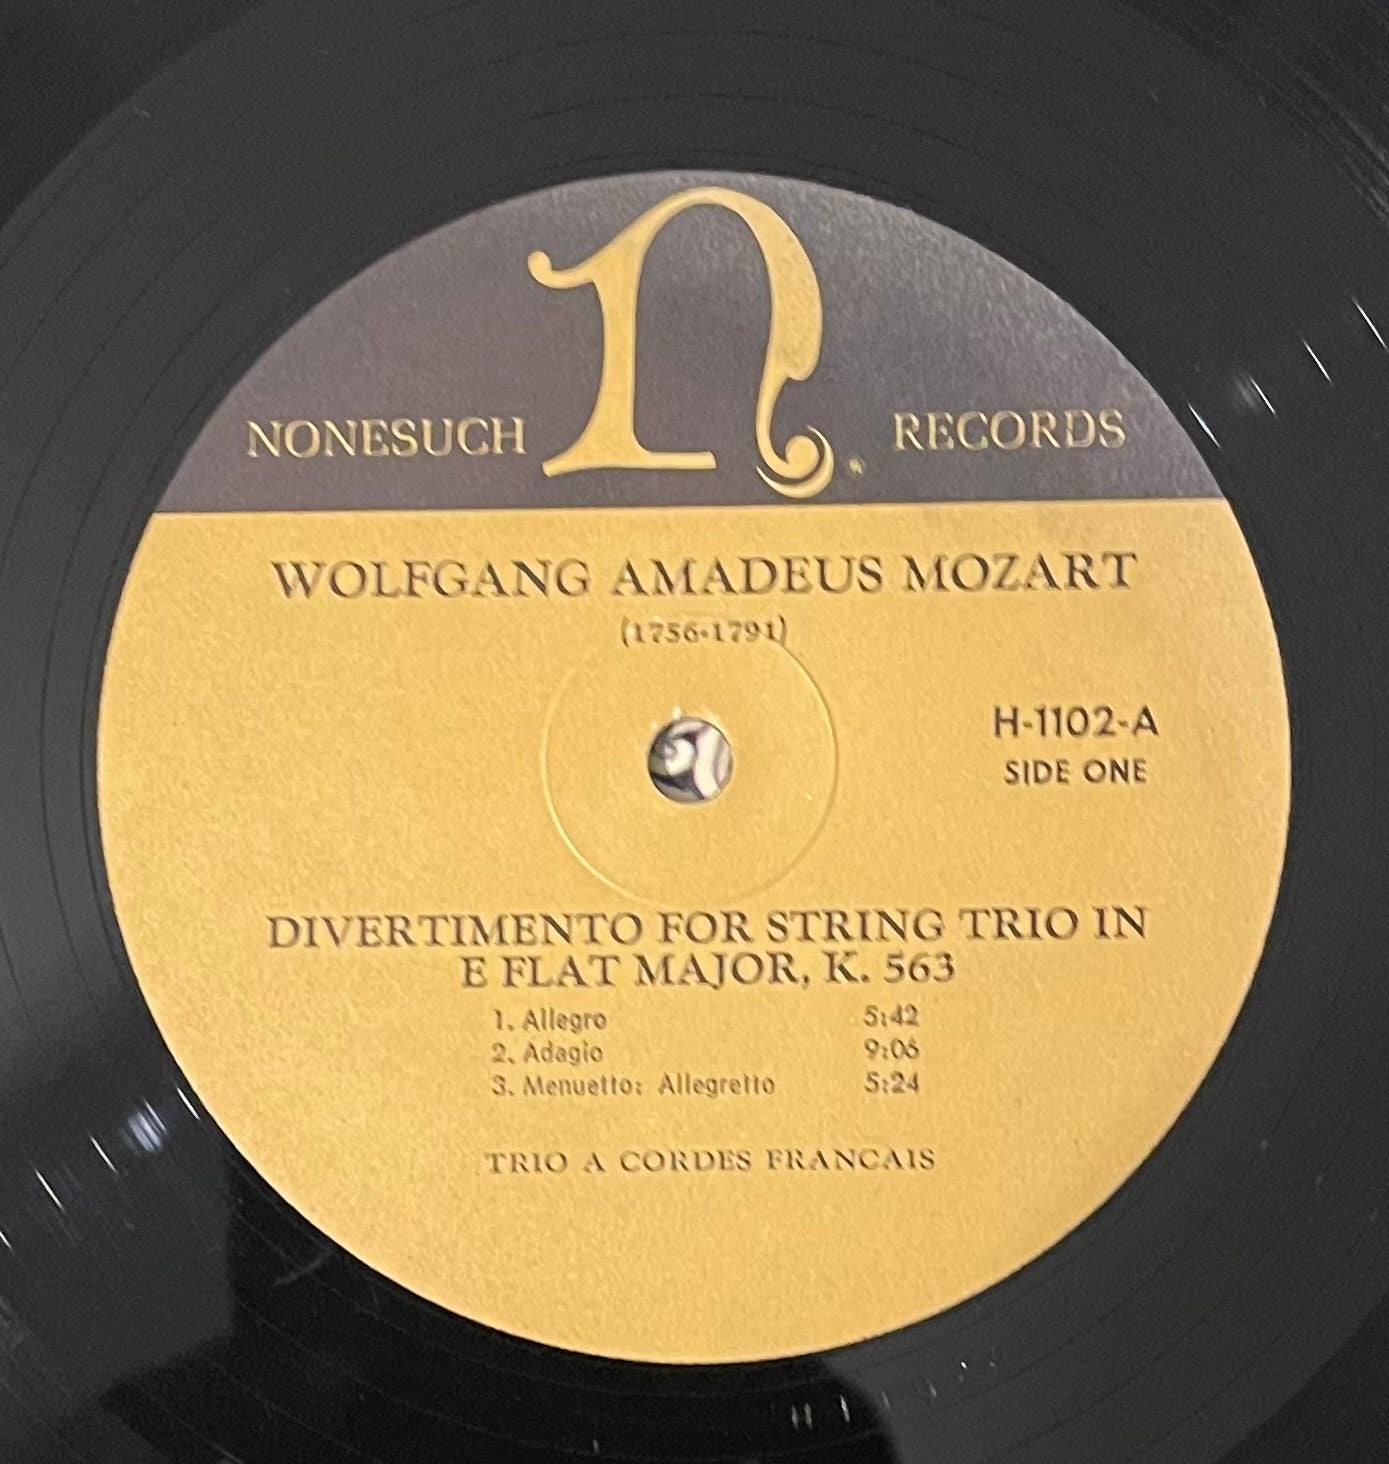 n
NONESUCH RECORDS
WOLFGANG AMADEUS MOZART
(1756-1791)
H-1102-A
SIDE ONE
DIVERTIMENTO FOR STRING TRIO IN
E FLAT MAJOR, K. 563
1. Allegro 5:42
2. Adagio 9:06
3. Menuetto: Allegretto 5:24
TRIO A CORDES FRANCAIS